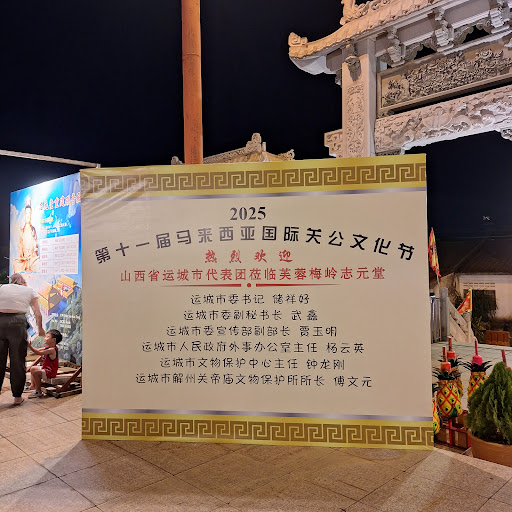 2025
第十一届马来西亚国际关公文化节
热烈欢迎
山西省运城市代表团莅临芙蓉梅岭志元堂
运城市委书记 储祥好
运城市委副秘书长 武鑫
运城市委宣传部副部长 贾玉明
运城市人民政府外事办公室主任 杨云英
运城市文物保护中心主任 钟龙刚
运城市解州关帝庙文物保护所所长 傅文元